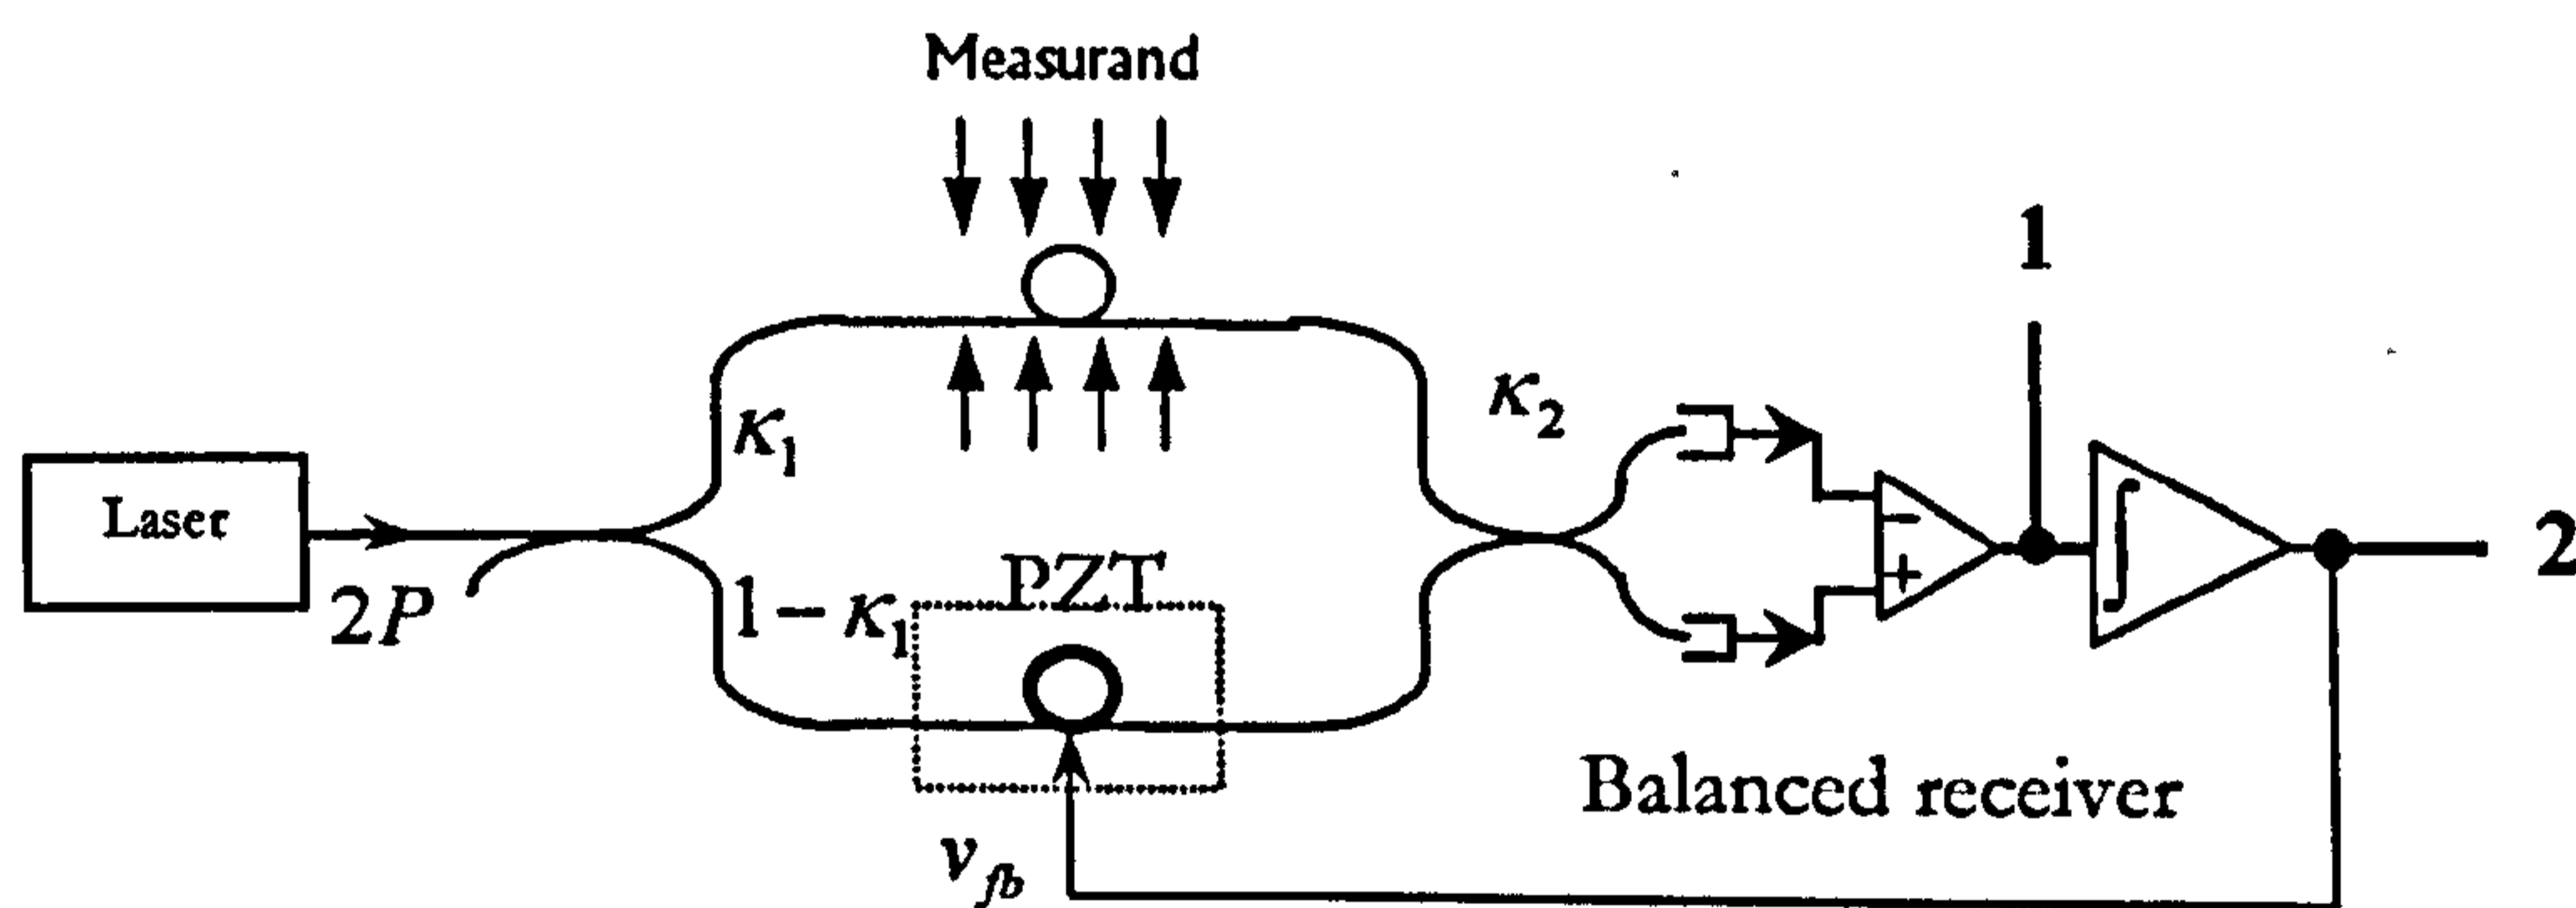 Measurand
1
κ₂
κ₁
Laser
2
2P
1−κ₁
PZT
−
+
∫
Balanced receiver
v_fb